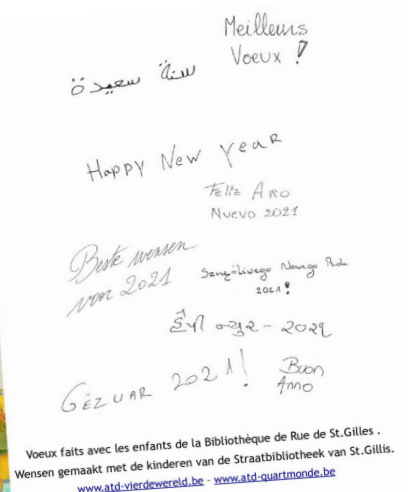 Meilleurs
Voeux !
سنة سعيدة
Happy New Year
Feliz Año
Nuevo 2021
Beste wensen
voor 2021
Nowego
2021!
હેપી ન્યુર - ૨૦૨૧
GËZUAR 2021!
Buon
Anno
Voeux faits avec les enfants de la Bibliothèque de Rue de St.Gilles .
Wensen gemaakt met de kinderen van de Straatbibliotheek van St.Gillis.
www.atd-vierdewereld.be - www.atd-quartmonde.be